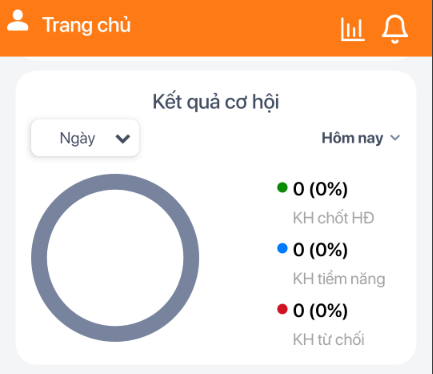 Trang chủ
Kết quả cơ hội
Ngày
Hôm nay
0 (0%)
KH chốt HĐ
0 (0%)
KH tiềm năng
0 (0%)
KH từ chối